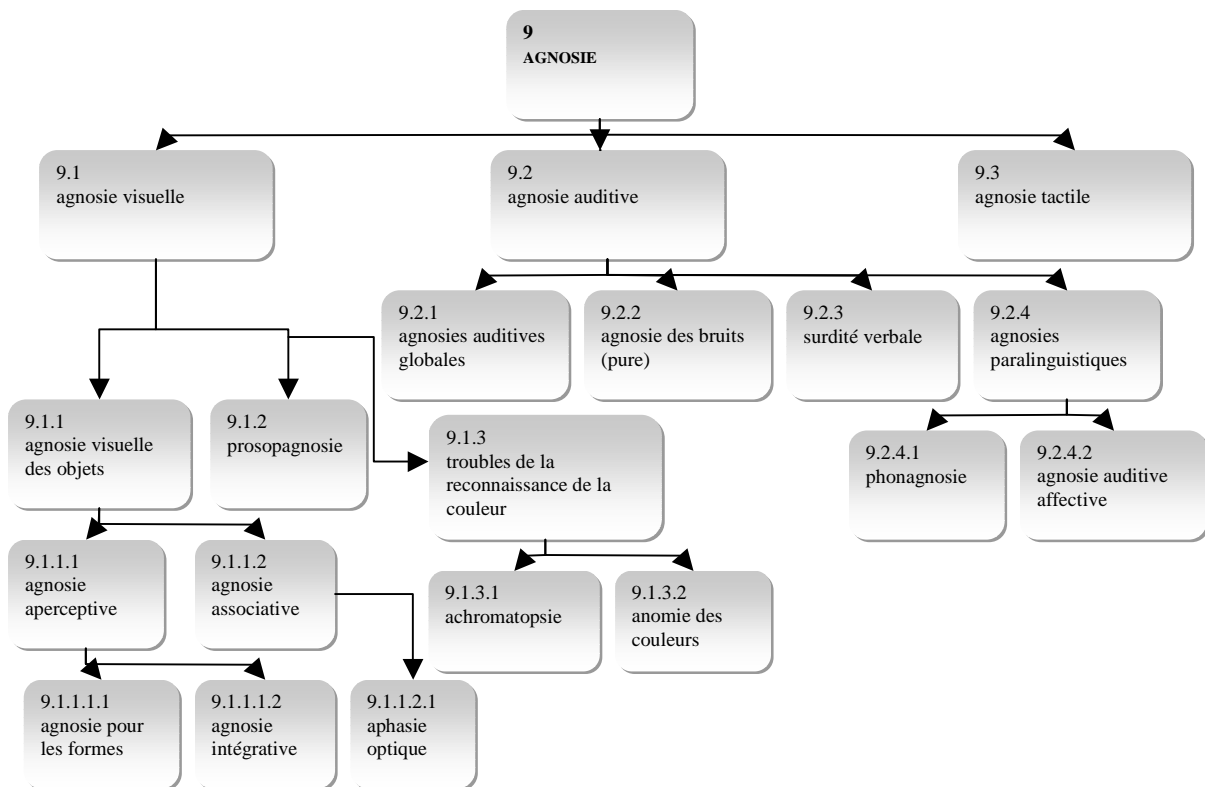 9
AGNOSIE
9.1
agnosie visuelle
9.2
agnosie auditive
9.3
agnosie tactile
9.2.1
agnosies auditives
globales
9.2.2
agnosie des bruits
(pure)
9.2.3
surdité verbale
9.2.4
agnosies
paralinguistiques
9.1.1
agnosie visuelle
des objets
9.1.2
prosopagnosie
9.1.3
troubles de la
reconnaissance de la
couleur
9.2.4.1
phonagnosie
9.2.4.2
agnosie auditive
affective
9.1.1.1
agnosie
aperceptive
9.1.1.2
agnosie
associative
9.1.3.1
achromatopsie
9.1.3.2
anomie des
couleurs
9.1.1.1.1
agnosie pour
les formes
9.1.1.1.2
agnosie
intégrative
9.1.1.2.1
aphasie
optique